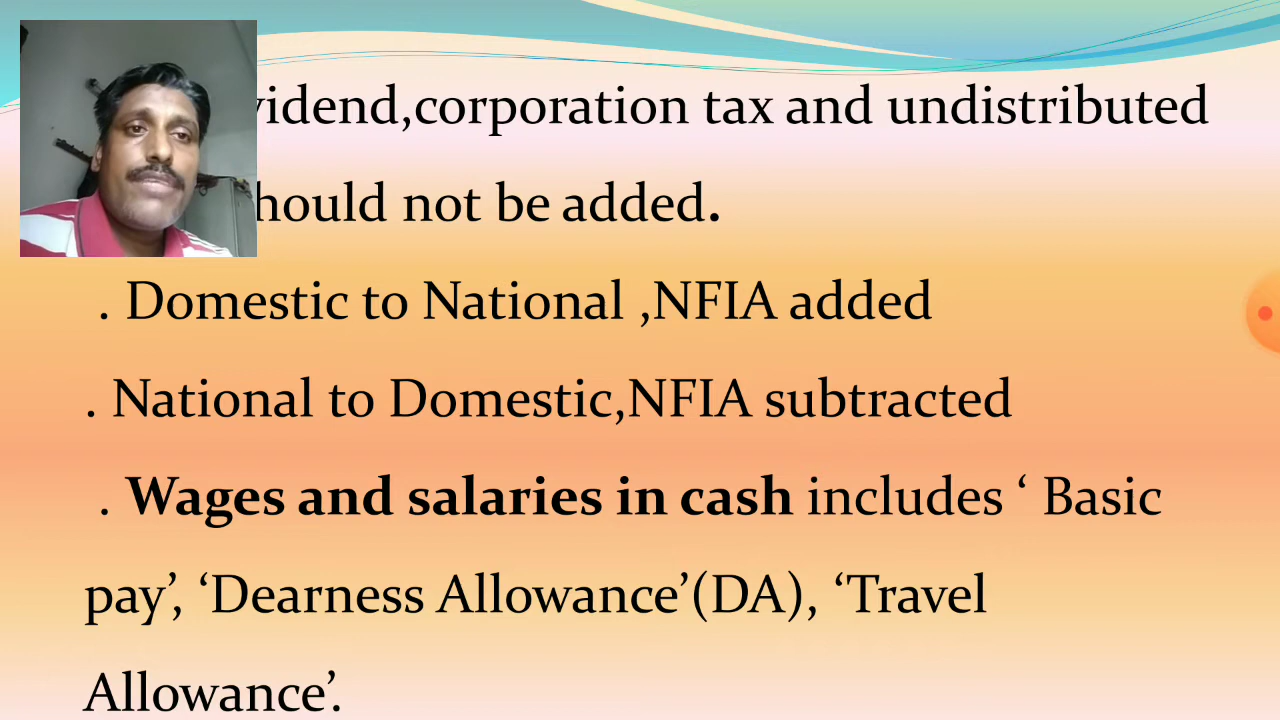 vidend,corporation tax and undistributed
hould not be added.
. Domestic to National ,NFIA added
. National to Domestic,NFIA subtracted
. Wages and salaries in cash includes ‘ Basic
pay’, ‘Dearness Allowance’(DA), ‘Travel
Allowance’.